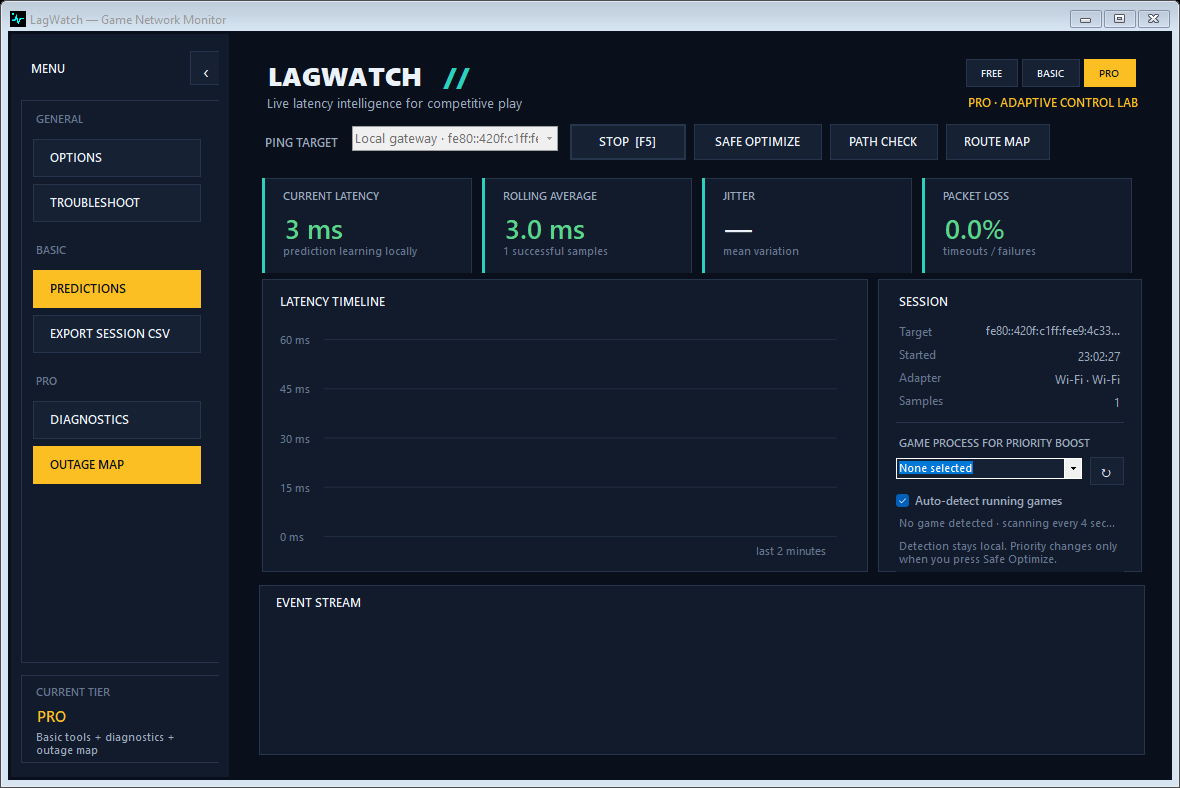 LagWatch — Game Network Monitor
MENU
‹
GENERAL
OPTIONS
TROUBLESHOOT
BASIC
PREDICTIONS
EXPORT SESSION CSV
PRO
DIAGNOSTICS
OUTAGE MAP
CURRENT TIER
PRO
Basic tools + diagnostics +
outage map
LAGWATCH //
Live latency intelligence for competitive play
FREE BASIC PRO
PRO · ADAPTIVE CONTROL LAB
PING TARGET Local gateway · fe80::420f:c1ff:fe STOP [F5] SAFE OPTIMIZE PATH CHECK ROUTE MAP
CURRENT LATENCY
3 ms
prediction learning locally
ROLLING AVERAGE
3.0 ms
1 successful samples
JITTER
—
mean variation
PACKET LOSS
0.0%
timeouts / failures
LATENCY TIMELINE
60 ms
45 ms
30 ms
15 ms
0 ms
last 2 minutes
SESSION
Target fe80::420f:c1ff:fee9:4c33...
Started 23:02:27
Adapter Wi-Fi · Wi-Fi
Samples 1
GAME PROCESS FOR PRIORITY BOOST
None selected
↻
Auto-detect running games
No game detected · scanning every 4 sec...
Detection stays local. Priority changes only
when you press Safe Optimize.
EVENT STREAM